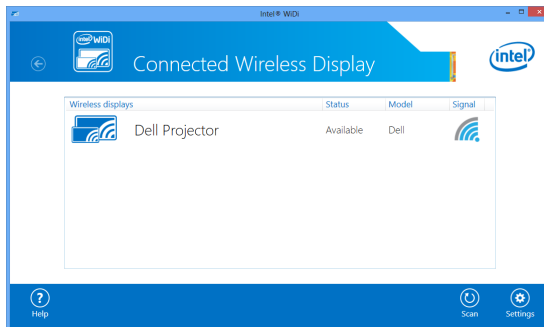 Intel® WiDi
intel WiDi
Connected Wireless Display
intel
Wireless displays Status Model Signal
Dell Projector Available Dell
? Help Scan Settings